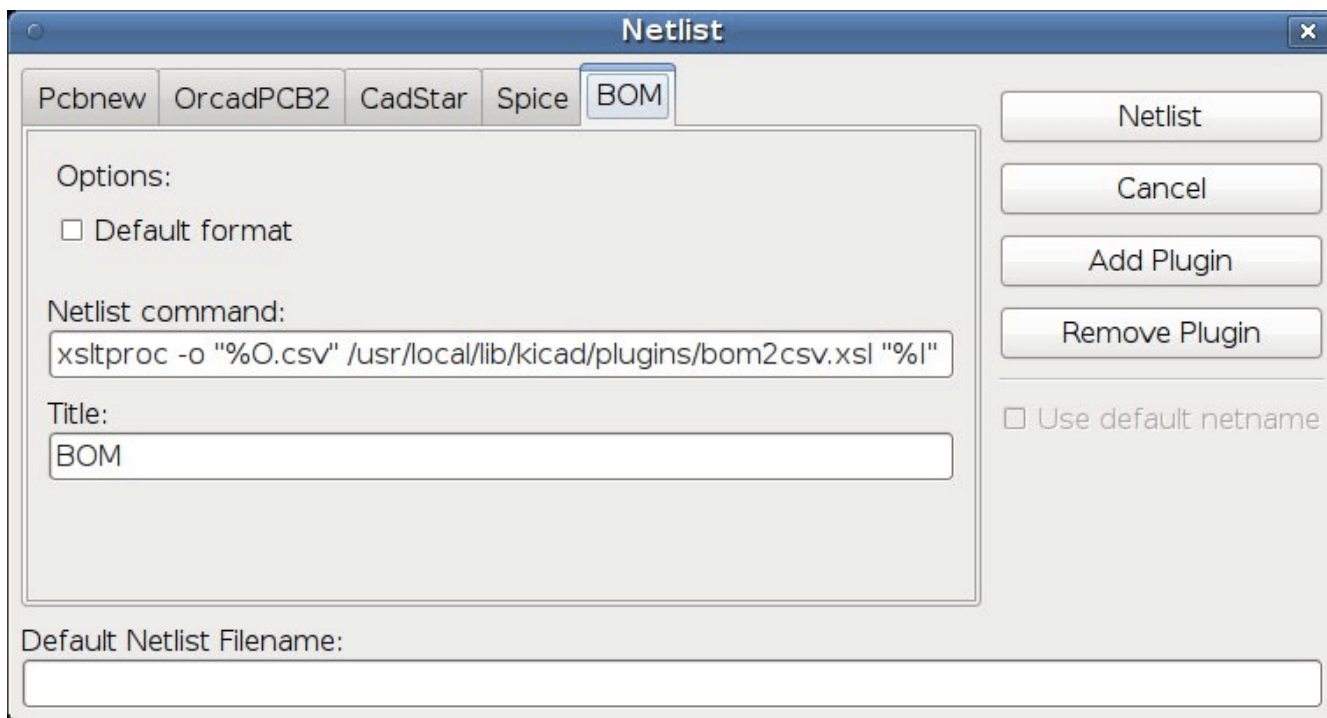 Netlist
Pcbnew OrcadPCB2 CadStar Spice BOM
Options:
Default format
Netlist command:
xsltproc -o "%O.csv" /usr/local/lib/kicad/plugins/bom2csv.xsl "%I"
Title:
BOM
Netlist
Cancel
Add Plugin
Remove Plugin
Use default netname
Default Netlist Filename: